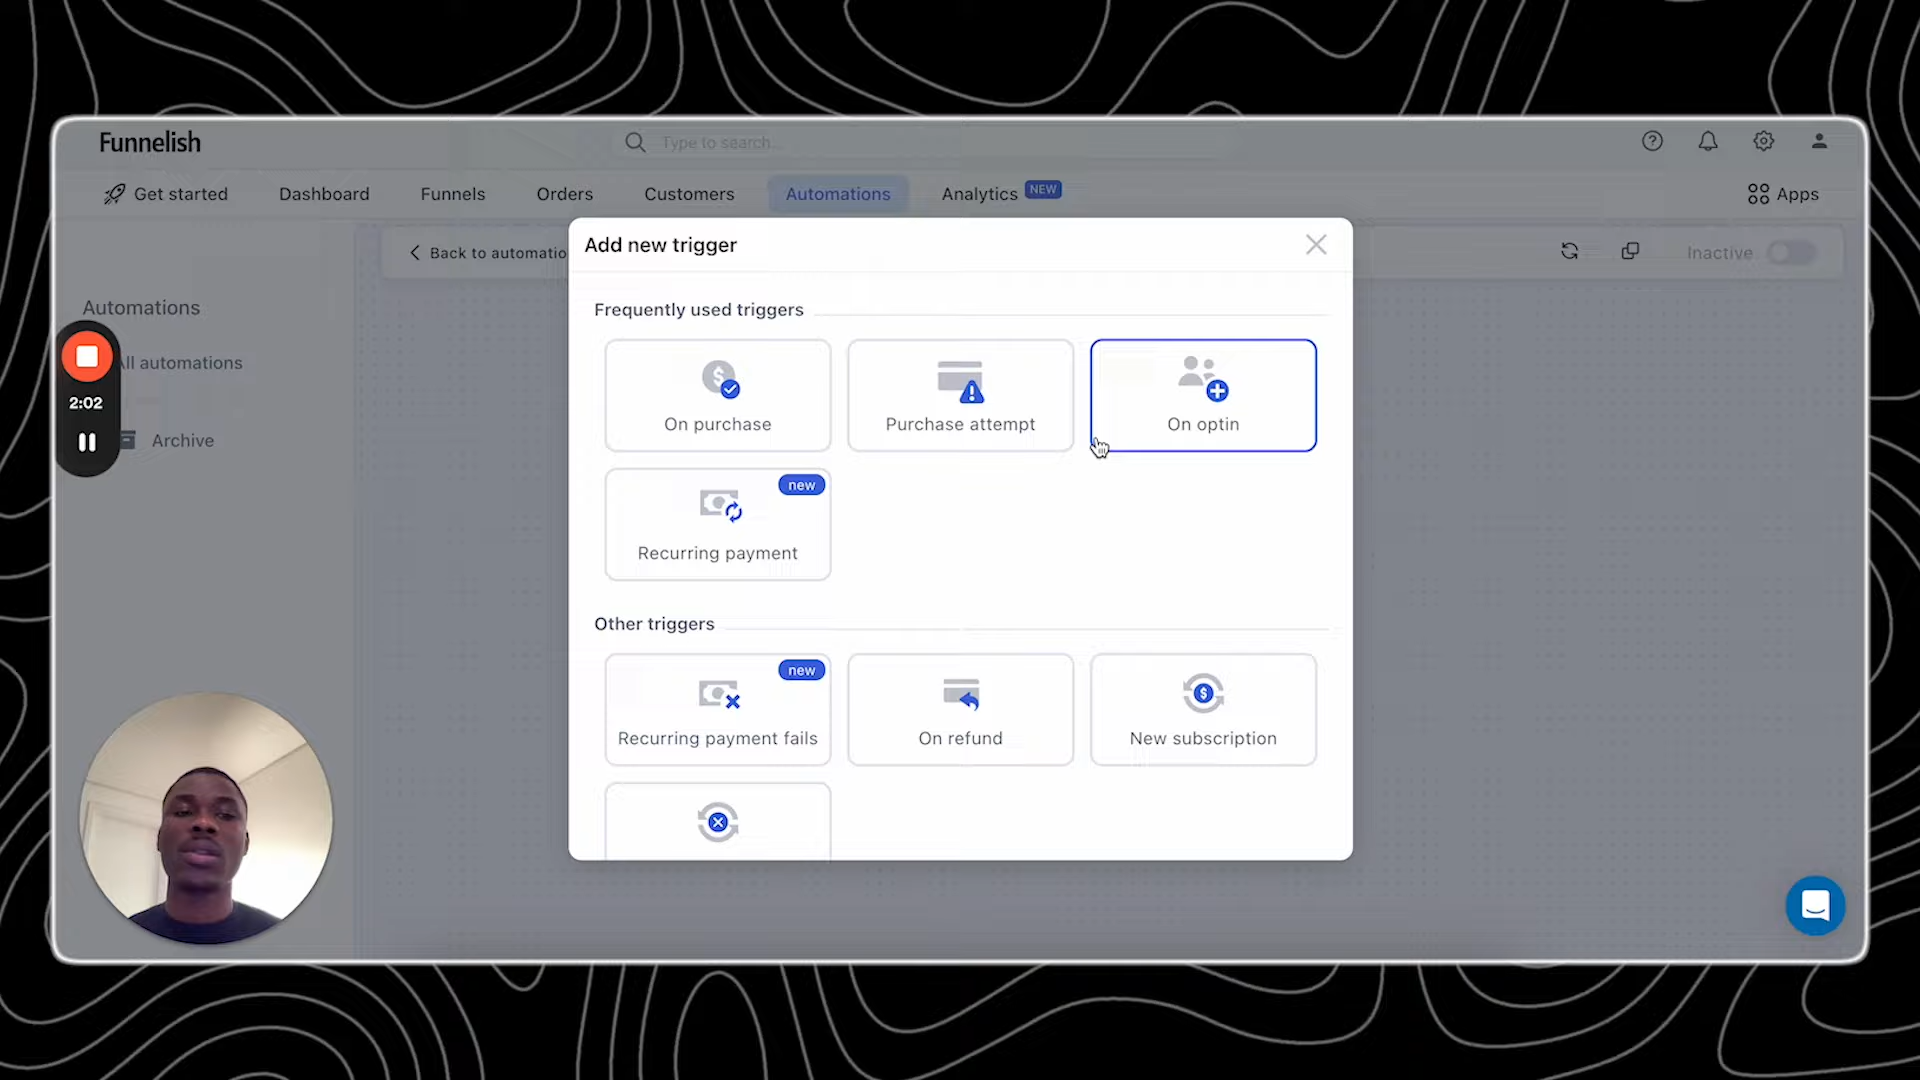 Funnelish
Type to search...
Get started
Dashboard
Funnels
Orders
Customers
Automations
Analytics
NEW
Apps
Back to automatio
Add new trigger
Inactive
Automations
All automations
Archive
2:02
Frequently used triggers
On purchase
Purchase attempt
On optin
new
Recurring payment
Other triggers
new
Recurring payment fails
On refund
New subscription